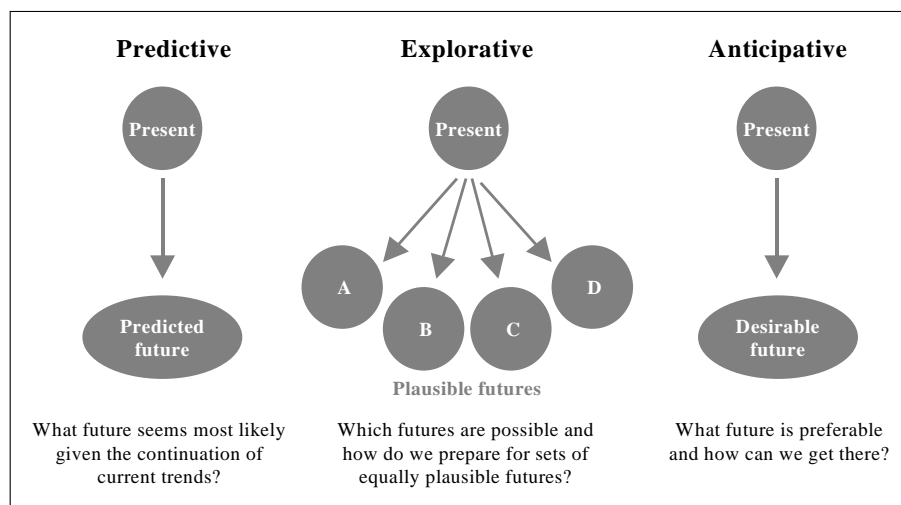 Predictive
Present
Predicted
future
What future seems most likely
given the continuation of
current trends?
Explorative
Present
A
B
C
D
Plausible futures
Which futures are possible and
how do we prepare for sets of
equally plausible futures?
Anticipative
Present
Desirable
future
What future is preferable
and how can we get there?